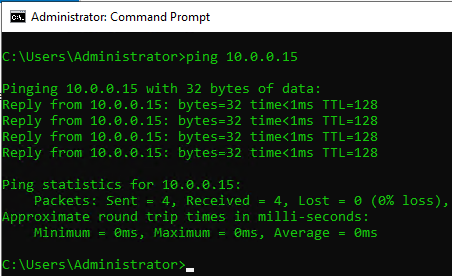 Administrator: Command Prompt
C:\Users\Administrator>ping 10.0.0.15
Pinging 10.0.0.15 with 32 bytes of data:
Reply from 10.0.0.15: bytes=32 time<1ms TTL=128
Reply from 10.0.0.15: bytes=32 time<1ms TTL=128
Reply from 10.0.0.15: bytes=32 time<1ms TTL=128
Reply from 10.0.0.15: bytes=32 time<1ms TTL=128
Ping statistics for 10.0.0.15:
    Packets: Sent = 4, Received = 4, Lost = 0 (0% loss),
Approximate round trip times in milli-seconds:
    Minimum = 0ms, Maximum = 0ms, Average = 0ms
C:\Users\Administrator>